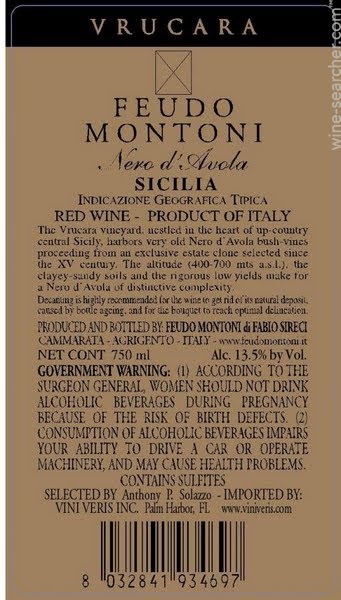 VRUCARA
FEUDO
MONTONI
Nero d'Avola
SICILIA
INDICAZIONE GEOGRAFICA TIPICA
RED WINE - PRODUCT OF ITALY
The Vrucara vineyard, nestled in the heart of up-country
central Sicily, harbors very old Nero d'Avola bush-vines
proceeding from an exclusive estate clone selected since
the XV century. The altitude (400-700 mts a.s.l.), the
clayey-sandy soils and the rigorous low yields make for
a Nero d'Avola of distinctive complexity.
Decanting is highly recommended for the wine to get rid of its natural deposit,
caused by bottle ageing, and for the bouquet to reach optimal delineation.
PRODUCED AND BOTTLED BY: FEUDO MONTONI di FABIO SIRECI
CAMMARATA - AGRIGENTO - ITALY - www.feudomontoni.it
NET CONT 750 ml Alc. 13.5% by Vol.
GOVERNMENT WARNING: (1) ACCORDING TO THE
SURGEON GENERAL, WOMEN SHOULD NOT DRINK
ALCOHOLIC BEVERAGES DURING PREGNANCY
BECAUSE OF THE RISK OF BIRTH DEFECTS. (2)
CONSUMPTION OF ALCOHOLIC BEVERAGES IMPAIRS
YOUR ABILITY TO DRIVE A CAR OR OPERATE
MACHINERY, AND MAY CAUSE HEALTH PROBLEMS.
CONTAINS SULFITES
SELECTED BY Anthony P. Solazzo - IMPORTED BY:
VINI VERIS INC. Palm Harbor, FL www.viniveris.com
8 032841 934697
wine-searcher.com